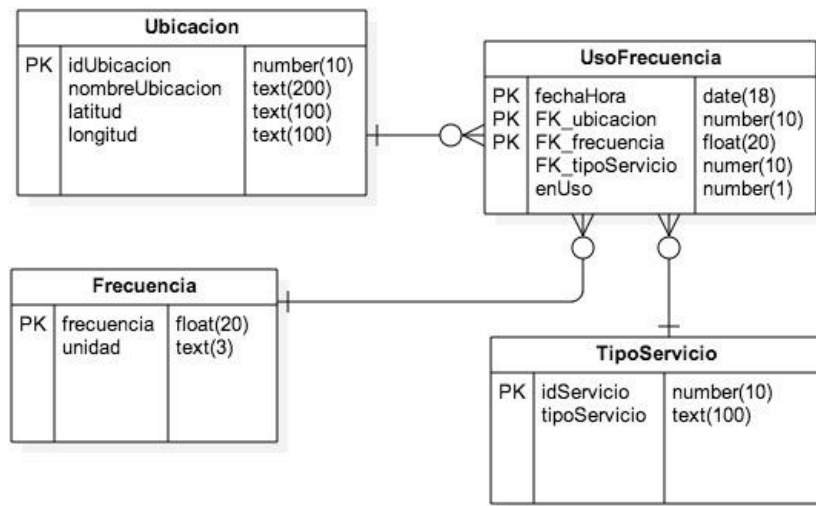 Ubicacion
PK idUbicacion number(10)
nombreUbicacion text(200)
latitud text(100)
longitud text(100)
UsoFrecuencia
PK fechaHora date(18)
PK FK_ubicacion number(10)
PK FK_frecuencia float(20)
FK_tipoServicio numer(10)
enUso number(1)
Frecuencia
PK frecuencia float(20)
unidad text(3)
TipoServicio
PK idServicio number(10)
tipoServicio text(100)